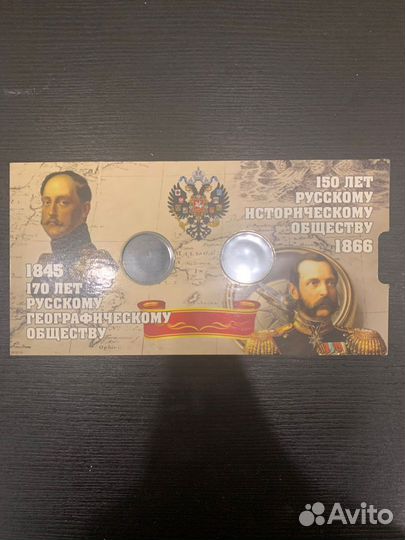 150 ЛЕТ
РУССКОМУ
ИСТОРИЧЕСКОМУ
ОБЩЕСТВУ
1866
1845
170 ЛЕТ
РУССКОМУ
ГЕОГРАФИЧЕСКОМУ
ОБЩЕСТВУ
Avito